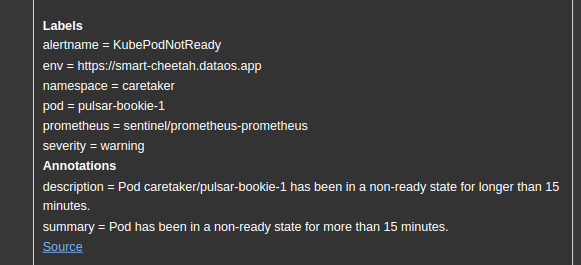 Labels
alertname = KubePodNotReady
env = https://smart-cheetah.dataos.app
namespace = caretaker
pod = pulsar-bookie-1
prometheus = sentinel/prometheus-prometheus
severity = warning
Annotations
description = Pod caretaker/pulsar-bookie-1 has been in a non-ready state for longer than 15
minutes.
summary = Pod has been in a non-ready state for more than 15 minutes.
Source